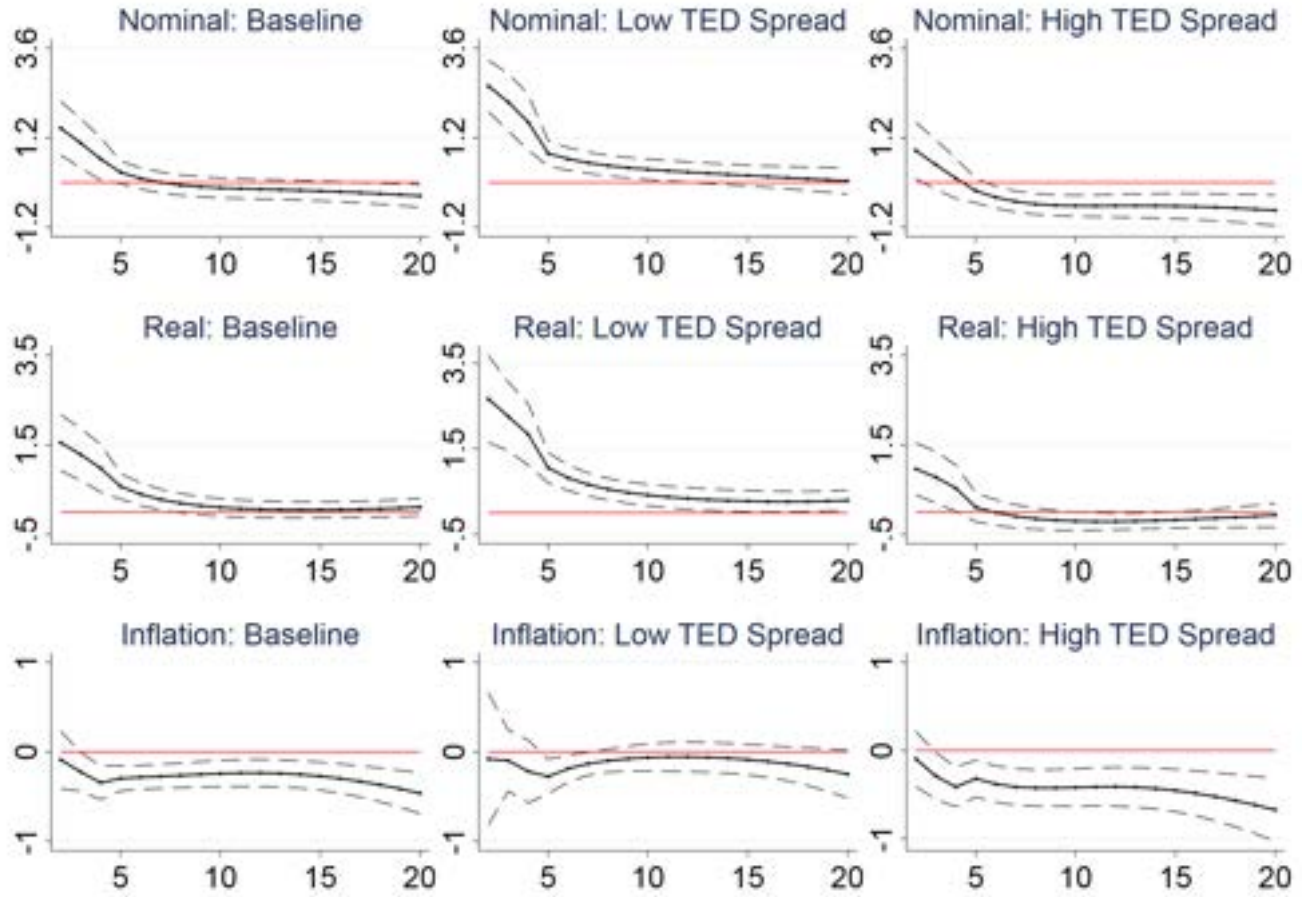 Nominal: Baseline Nominal: Low TED Spread Nominal: High TED Spread
3.6 3.6 3.6
1.2 1.2 1.2
-1.2 -1.2 -1.2
5 10 15 20 5 10 15 20 5 10 15 20
Real: Baseline Real: Low TED Spread Real: High TED Spread
3.5 3.5 3.5
1.5 1.5 1.5
-.5 -.5 -.5
5 10 15 20 5 10 15 20 5 10 15 20
Inflation: Baseline Inflation: Low TED Spread Inflation: High TED Spread
1 1 1
0 0 0
-1 -1 -1
5 10 15 20 5 10 15 20 5 10 15 20